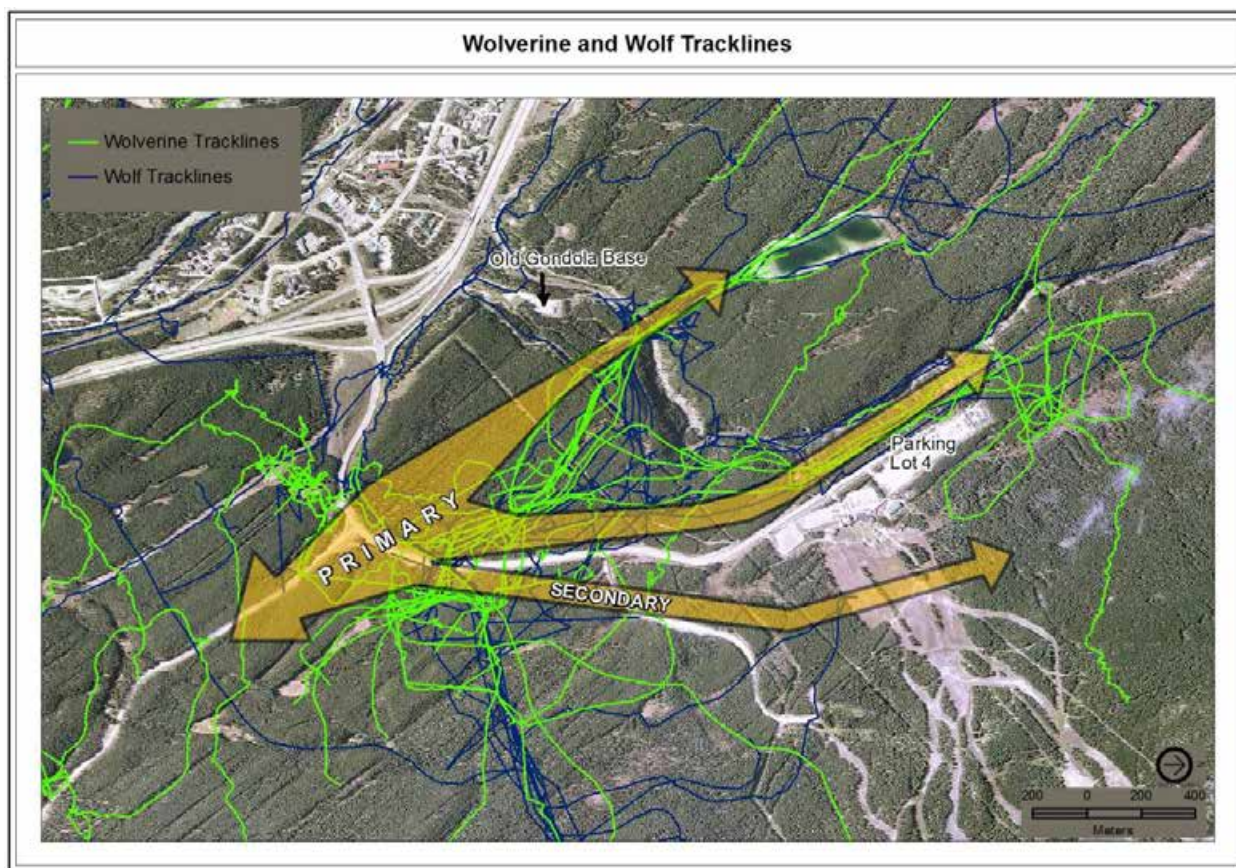 Wolverine and Wolf Tracklines
Wolverine Tracklines
Wolf Tracklines
Old Gondola Base
Parking
Lot 4
PRIMARY
SECONDARY
200 0 200 400
Meters